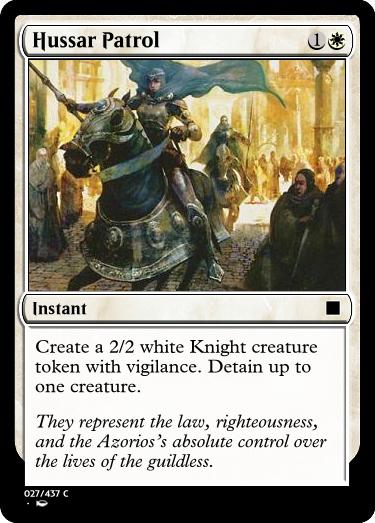 Hussar Patrol 1
Instant
Create a 2/2 white Knight creature
token with vigilance. Detain up to
one creature.
They represent the law, righteousness,
and the Azorios's absolute control over
the lives of the guildless.
027/437 C